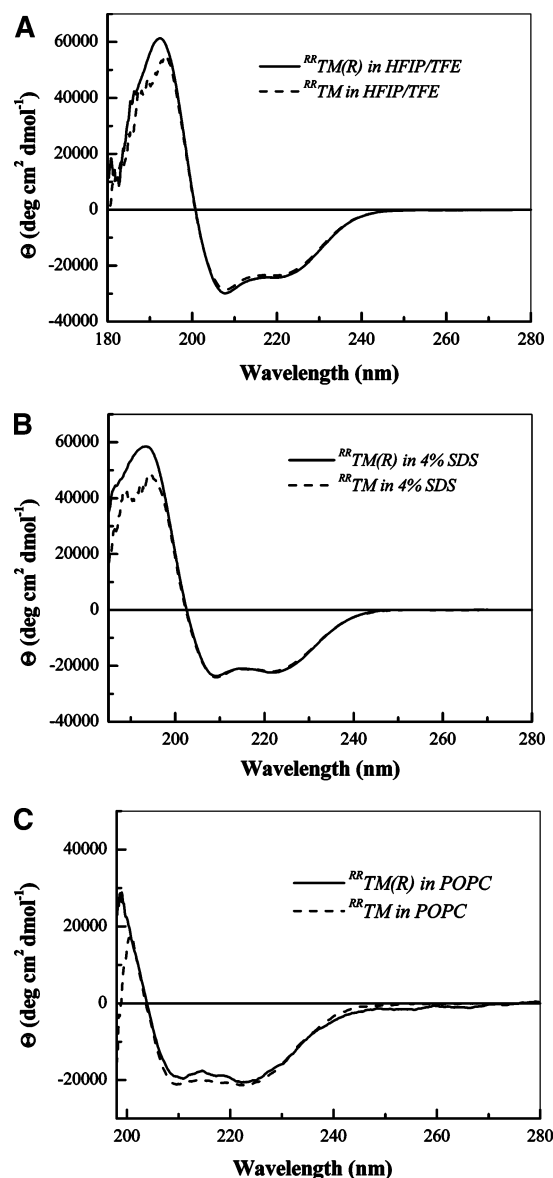 A
60000
40000
20000
0
-20000
-40000
Θ (deg cm² dmol⁻¹)
ᴿᴿTM(R) in HFIP/TFE
ᴿᴿTM in HFIP/TFE
180 200 220 240 260 280
Wavelength (nm)
B
60000
40000
20000
0
-20000
-40000
Θ (deg cm² dmol⁻¹)
ᴿᴿTM(R) in 4% SDS
ᴿᴿTM in 4% SDS
200 220 240 260 280
Wavelength (nm)
C
40000
20000
0
-20000
Θ (deg cm² dmol⁻¹)
ᴿᴿTM(R) in POPC
ᴿᴿTM in POPC
200 220 240 260 280
Wavelength (nm)